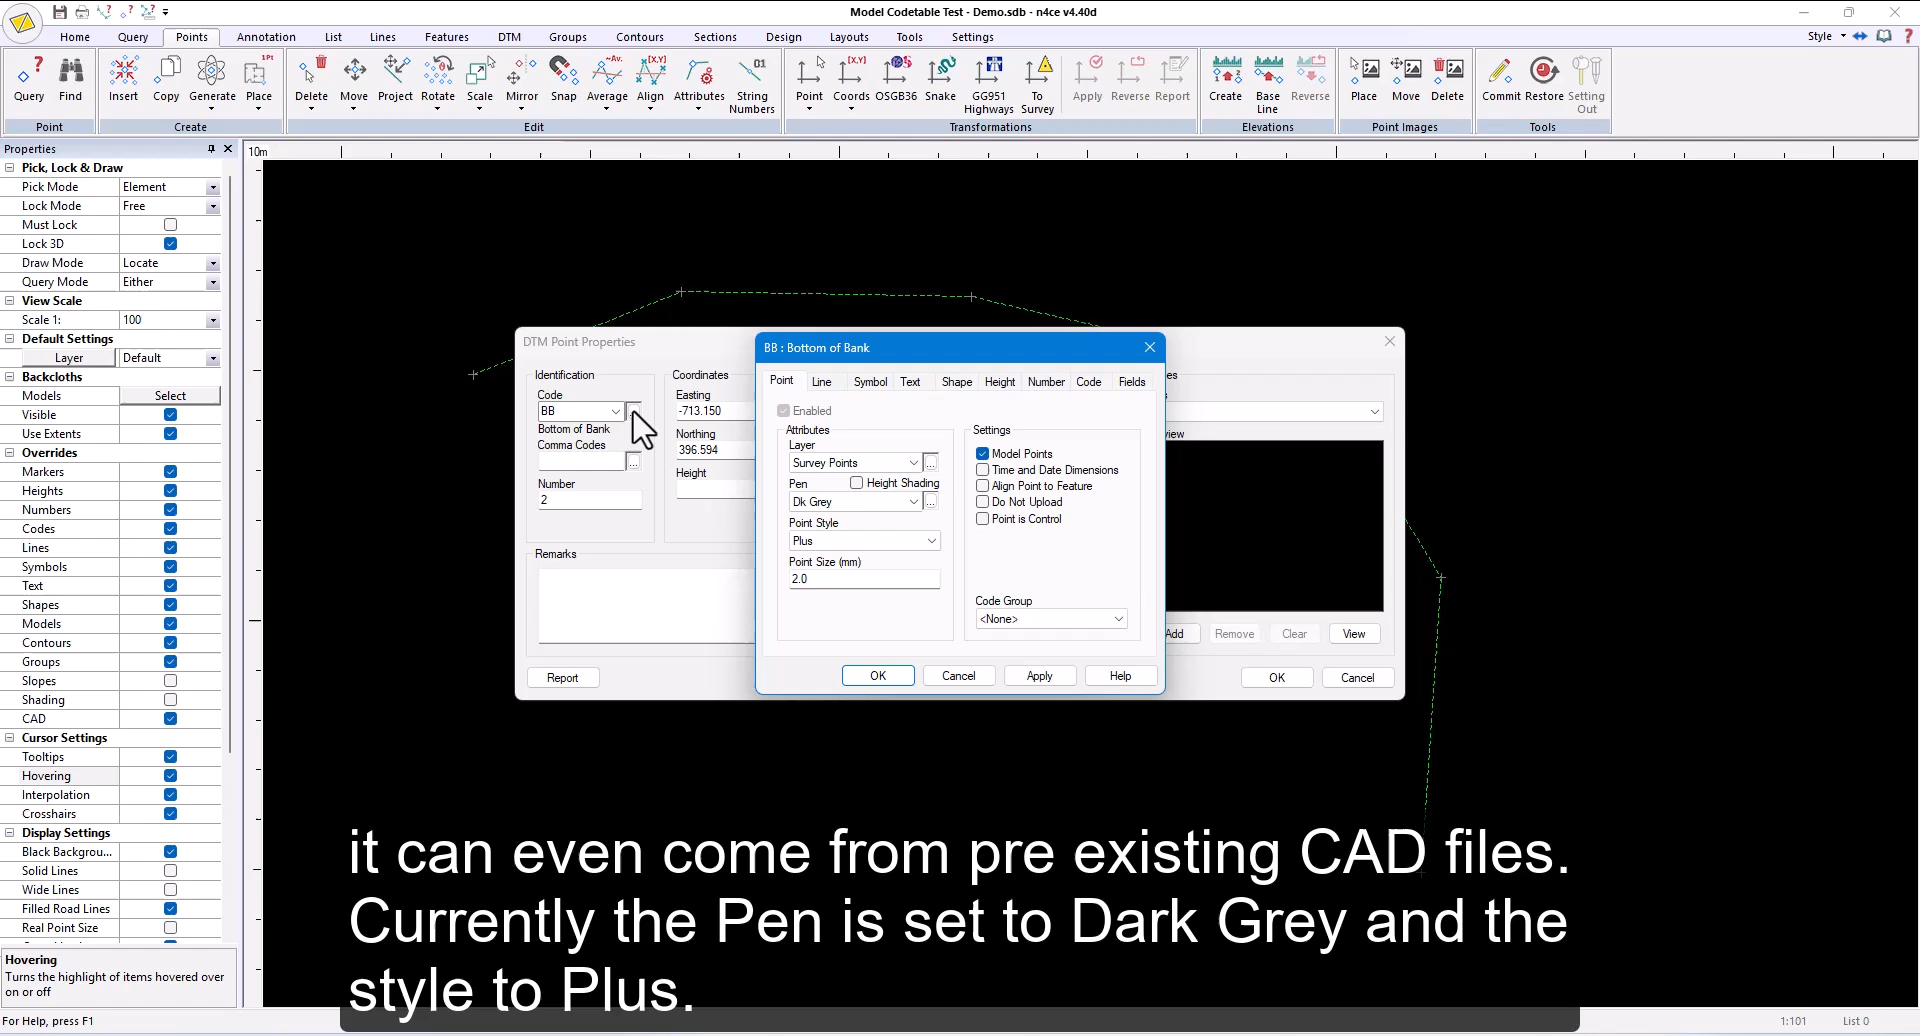 Model Codetable Test - Demo.sdb - n4ce v4.40d
Home Query Points Annotation List Lines Features DTM Groups Contours Sections Design Layouts Tools Settings Style
Query Find Insert Copy Generate Place Delete Move Project Rotate Scale Mirror Snap Average Align Attributes String Numbers Point Coords OSGB36 Snake GG951 Highways To Survey Apply Reverse Report Create Base Line Reverse Place Move Delete Commit Restore Setting Out
Point Create Edit Transformations Elevations Point Images Tools
Properties
10m
Pick, Lock & Draw
Pick Mode Element
Lock Mode Free
Must Lock
Lock 3D
Draw Mode Locate
Query Mode Either
View Scale
Scale 1: 100
Default Settings
Layer Default
Backcloths
Models Select
Visible
Use Extents
Overrides
Markers
Heights
Numbers
Codes
Lines
Symbols
Text
Shapes
Models
Contours
Groups
Slopes
Shading
CAD
Cursor Settings
Tooltips
Hovering
Interpolation
Crosshairs
Display Settings
Black Backgrou...
Solid Lines
Wide Lines
Filled Road Lines
Real Point Size
Hovering
Turns the highlight of items hovered over
on or off
For Help, press F1
DTM Point Properties
Identification
Code
BB
Bottom of Bank
Comma Codes
Number
2
Remarks
Report
Coordinates
Easting
-713.150
Northing
396.594
Height
BB : Bottom of Bank
Point Line Symbol Text Shape Height Number Code Fields
Enabled
Attributes
Layer
Survey Points
Pen Height Shading
Dk Grey
Point Style
Plus
Point Size (mm)
2.0
Settings
Model Points
Time and Date Dimensions
Align Point to Feature
Do Not Upload
Point is Control
Code Group
<None>
OK Cancel Apply Help
es
iew
Add Remove Clear View
OK Cancel
it can even come from pre existing CAD files.
Currently the Pen is set to Dark Grey and the
style to Plus.
1:101 List 0